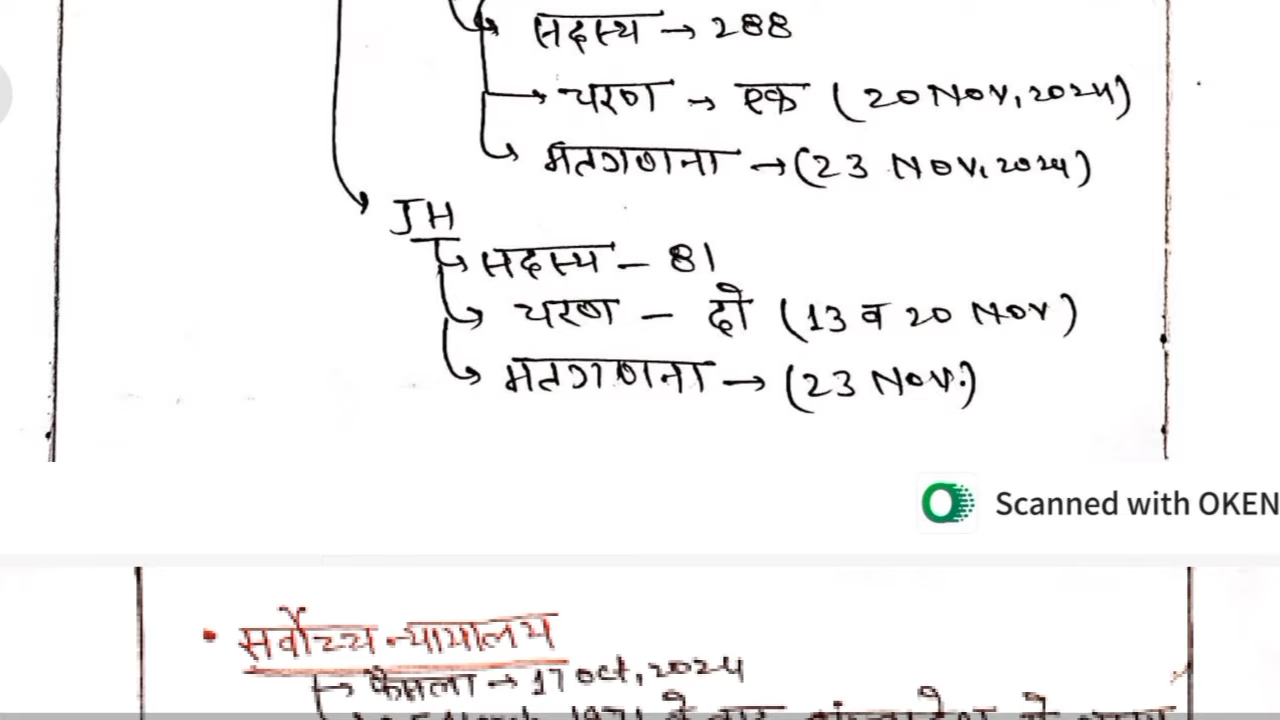 सदस्य → 288
चरण → एक (20 Nov, 2024)
मतगणना → (23 Nov, 2024)
JH
सदस्य – 81
चरण – दो (13 व 20 Nov)
मतगणना → (23 Nov.)
Scanned with OKEN
• सर्वोच्च न्यायालय
→ फैसला → 17 Oct, 2024
1971 के बाद बांग्लादेश से